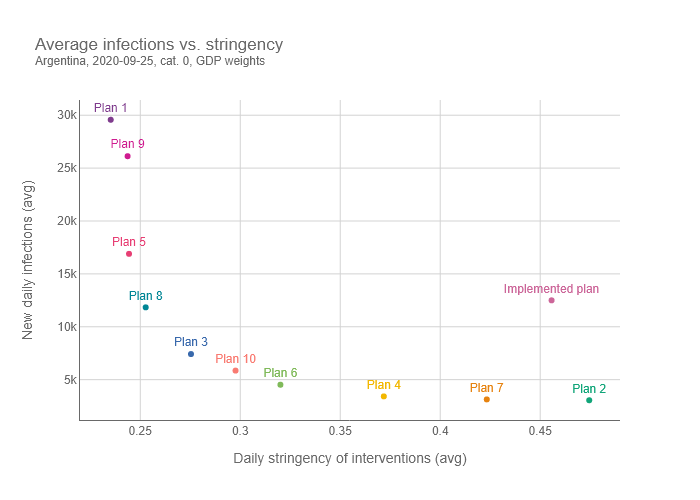 Average infections vs. stringency
Argentina, 2020-09-25, cat. 0, GDP weights
30k
25k
20k
15k
10k
5k
New daily infections (avg)
Plan 1
Plan 9
Plan 5
Plan 8
Implemented plan
Plan 3
Plan 10
Plan 6
Plan 4
Plan 7
Plan 2
0.25
0.3
0.35
0.4
0.45
Daily stringency of interventions (avg)